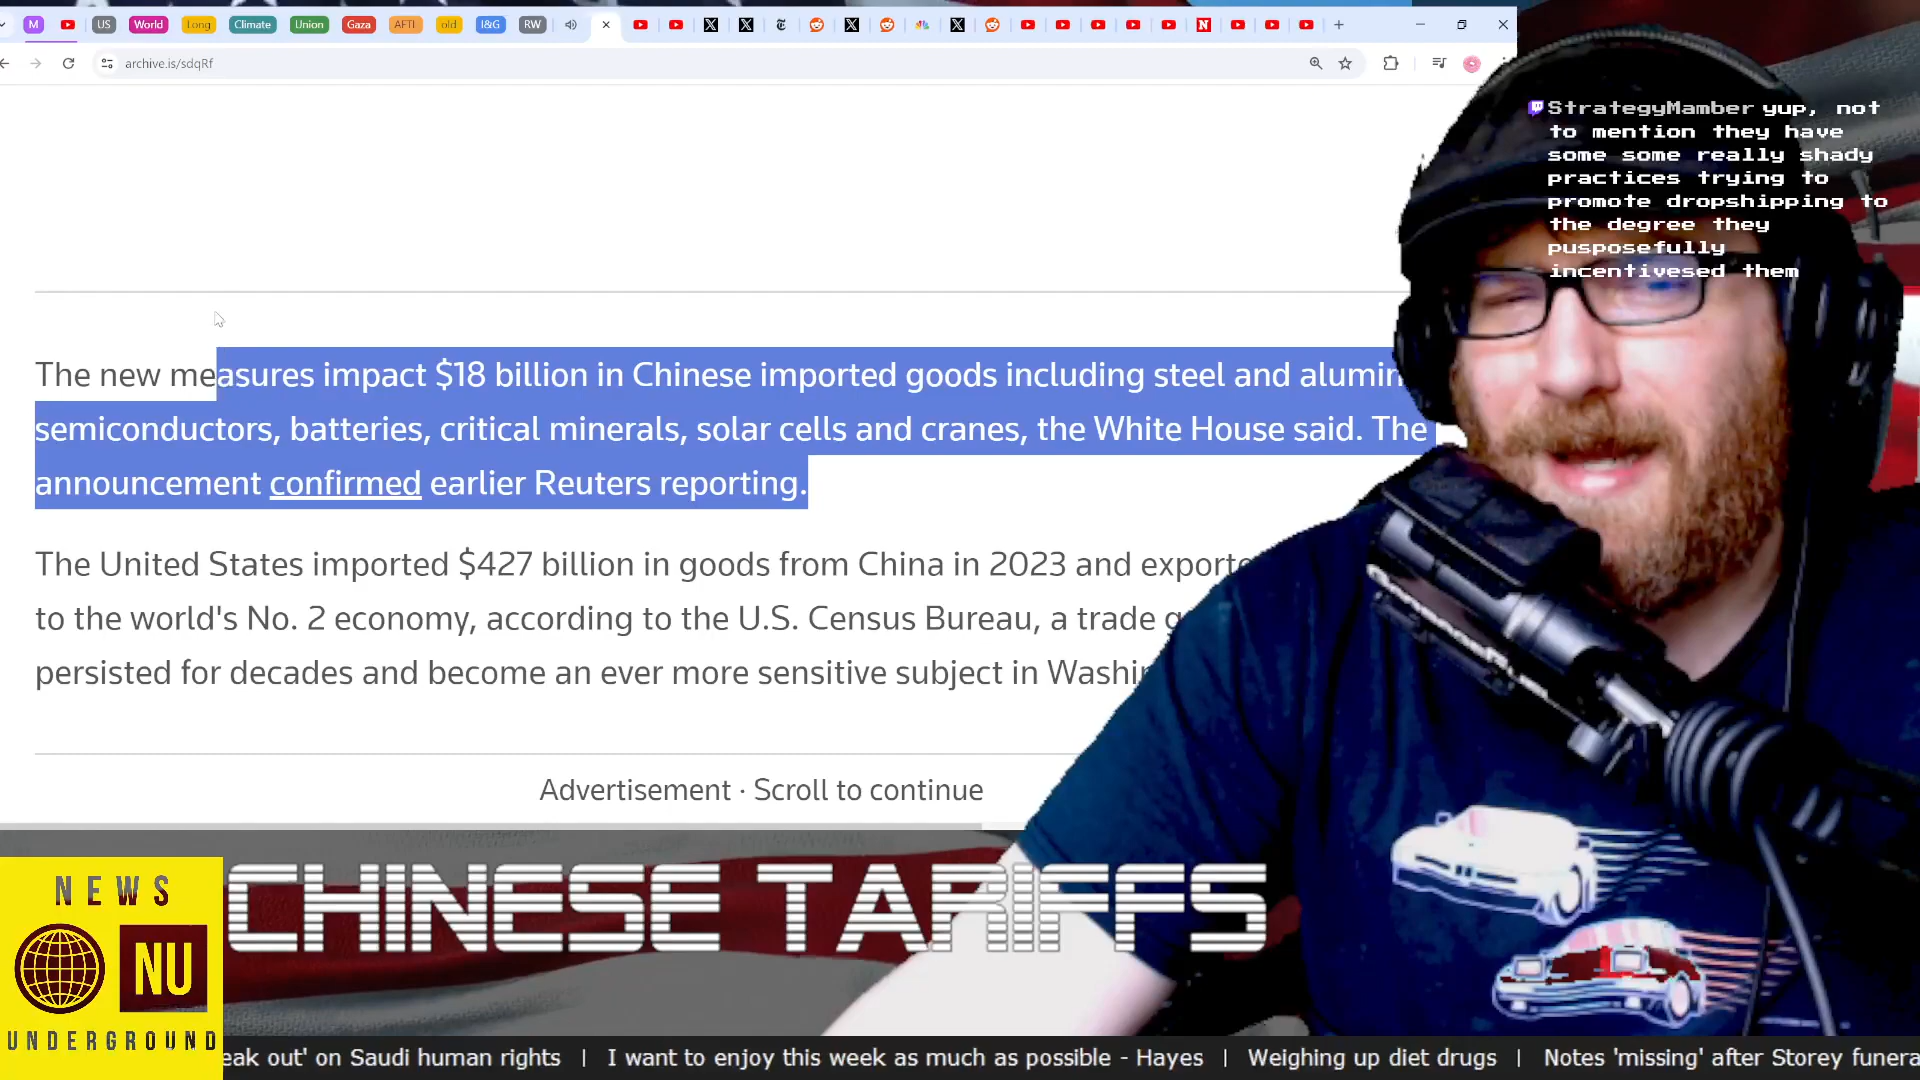 M
US
World
Long
Climate
Union
Gaza
AFTI
old
I&G
RW
archive.is/sdqRf
StrategyMamber yup, not
to mention they have
some some really shady
practices trying to
promote dropshipping to
the degree they
pusposefully
incentivesed them
The new measures impact $18 billion in Chinese imported goods including steel and alumin
semiconductors, batteries, critical minerals, solar cells and cranes, the White House said. The
announcement confirmed earlier Reuters reporting.
The United States imported $427 billion in goods from China in 2023 and exporte
to the world's No. 2 economy, according to the U.S. Census Bureau, a trade g
persisted for decades and become an ever more sensitive subject in Washi
Advertisement · Scroll to continue
CHINESE TARIFFS
NEWS
NU
UNDERGROUND
eak out' on Saudi human rights | I want to enjoy this week as much as possible - Hayes | Weighing up diet drugs | Notes 'missing' after Storey funera